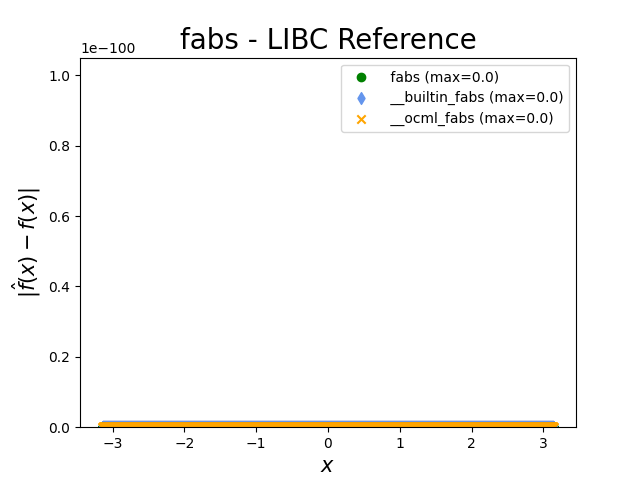 fabs - LIBC Reference
1e−100
1.0
0.8
0.6
0.4
0.2
0.0
|f̂(x) − f(x)|
fabs (max=0.0)
__builtin_fabs (max=0.0)
__ocml_fabs (max=0.0)
−3
−2
−1
0
1
2
3
x